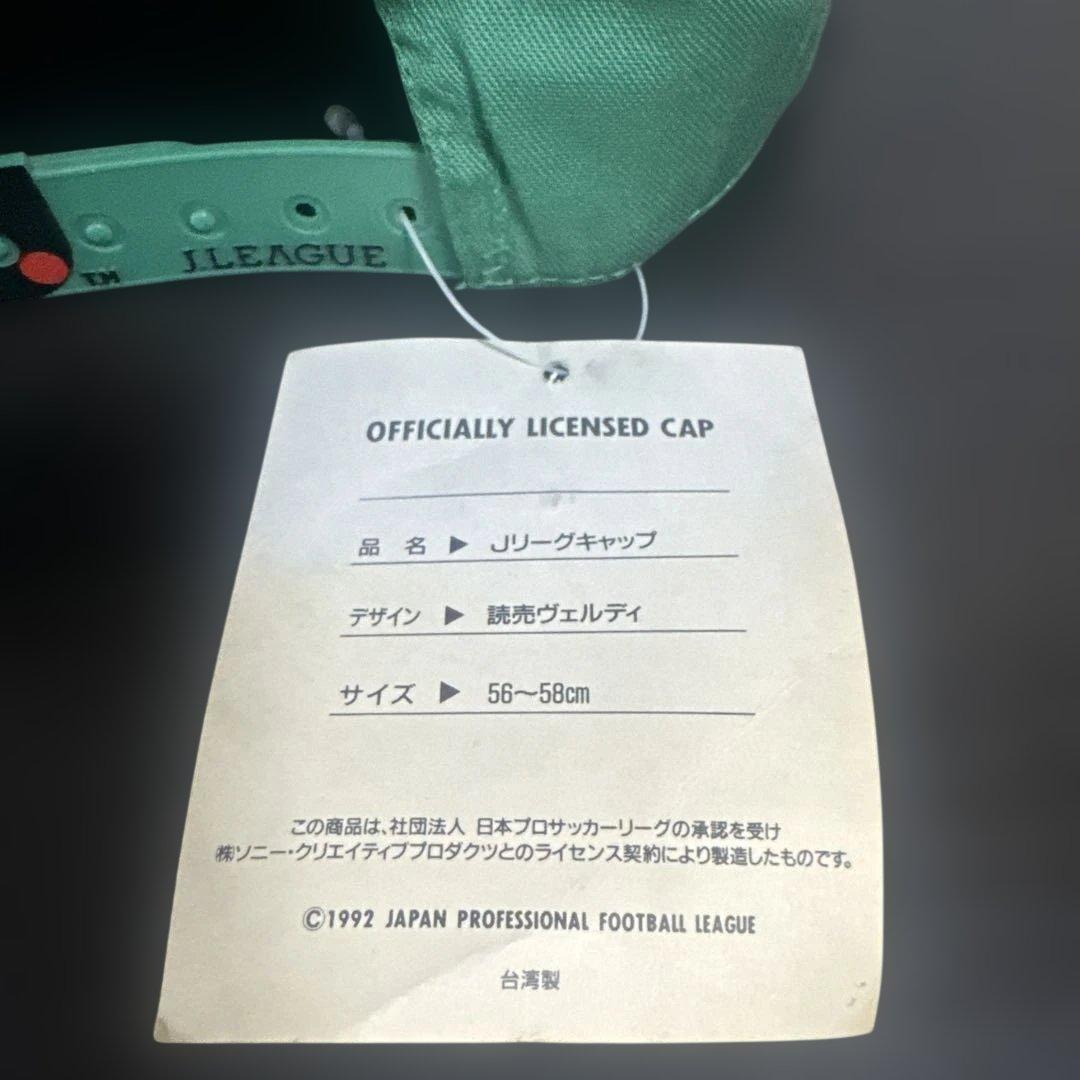 ™ J.LEAGUE
OFFICIALLY LICENSED CAP
品 名 ▶ Jリーグキャップ
デザイン ▶ 読売ヴェルディ
サイズ ▶ 56〜58㎝
この商品は、社団法人 日本プロサッカーリーグの承認を受け
㈱ソニー・クリエイティブプロダクツとのライセンス契約により製造したものです。
©1992 JAPAN PROFESSIONAL FOOTBALL LEAGUE
台湾製